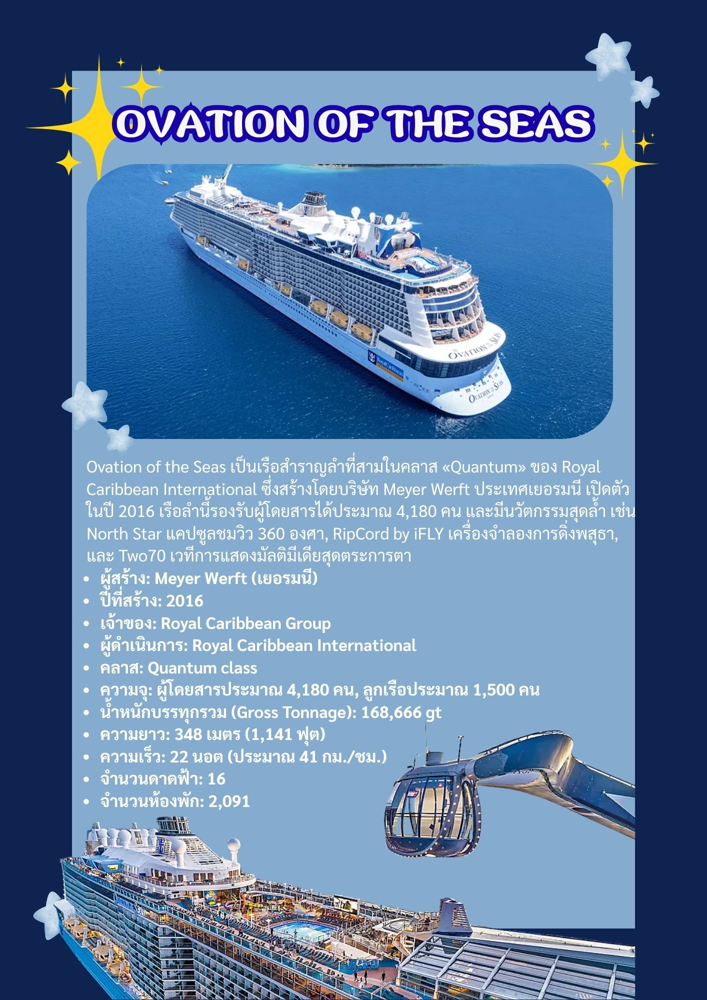 OVATION OF THE SEAS
OVATION OF THE SEAS
RoyalCaribbean
INTERNATIONAL
OVATION OF THE SEAS
Ovation of the Seas เป็นเรือสำราญลำที่สามในคลาส «Quantum» ของ Royal
Caribbean International ซึ่งสร้างโดยบริษัท Meyer Werft ประเทศเยอรมนี เปิดตัว
ในปี 2016 เรือลำนี้รองรับผู้โดยสารได้ประมาณ 4,180 คน และมีนวัตกรรมสุดล้ำ เช่น
North Star แคปซูลชมวิว 360 องศา, RipCord by iFLY เครื่องจำลองการดิ่งพสุธา,
และ Two70 เวทีการแสดงมัลติมีเดียสุดตระการตา
• ผู้สร้าง: Meyer Werft (เยอรมนี)
• ปีที่สร้าง: 2016
• เจ้าของ: Royal Caribbean Group
• ผู้ดำเนินการ: Royal Caribbean International
• คลาส: Quantum class
• ความจุ: ผู้โดยสารประมาณ 4,180 คน, ลูกเรือประมาณ 1,500 คน
• น้ำหนักบรรทุกรวม (Gross Tonnage): 168,666 gt
• ความยาว: 348 เมตร (1,141 ฟุต)
• ความเร็ว: 22 นอต (ประมาณ 41 กม./ชม.)
• จำนวนดาดฟ้า: 16
• จำนวนห้องพัก: 2,091